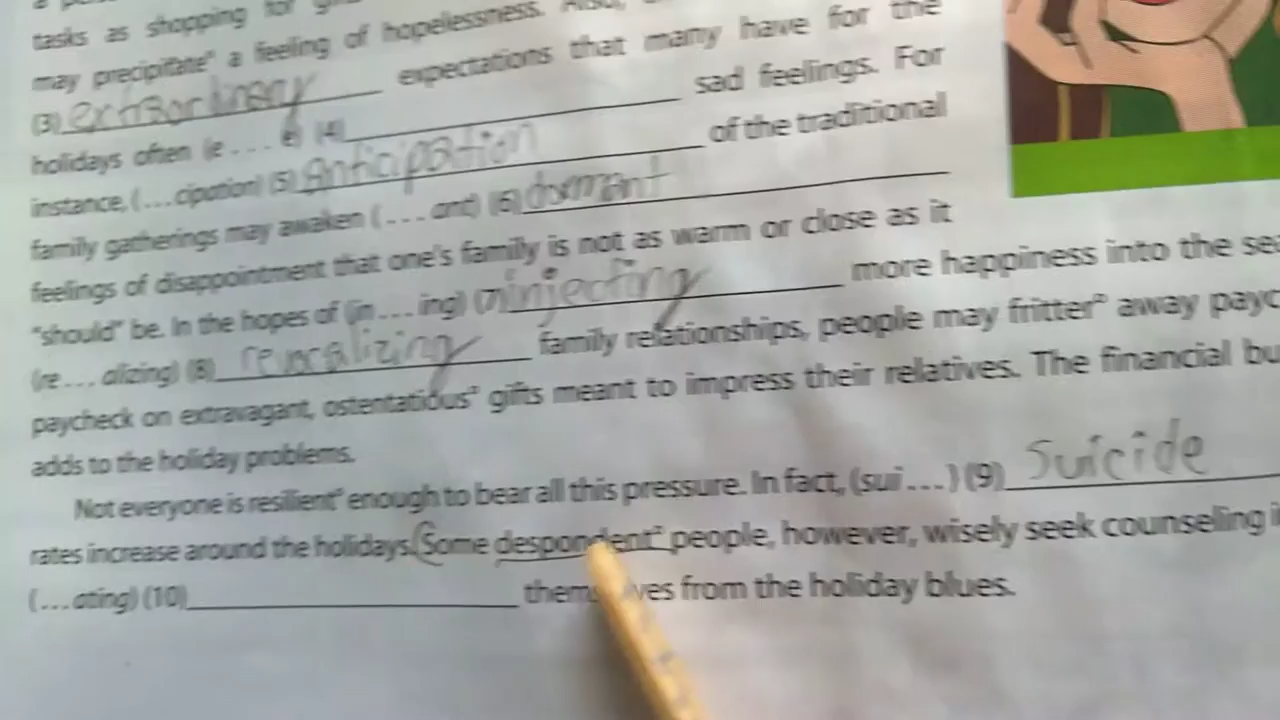 tasks as shopping for
may precipitate° a feeling of hopelessness. Also,
(3) extraordinary expectations that many have for the
holidays often (e . . . e) (4) sad feelings. For
instance, (. . . cipation) (5) Anticipation of the traditional
family gatherings may awaken (. . . ant) (6) dormant
feelings of disappointment that one's family is not as warm or close as it
"should" be. In the hopes of (in . . . ing) (7) injecting more happiness into the
(re . . . alizing) (8) family relationships, people may fritter° away
paycheck on extravagant, ostentatious° gifts meant to impress their relatives. The financial
adds to the holiday problems.
Not everyone is resilient° enough to bear all this pressure. In fact, (sui . . .) (9) Suicide
rates increase around the holidays. (Some despondent° people, however, wisely seek counseling
(. . . ating) (10) themselves from the holiday blues.